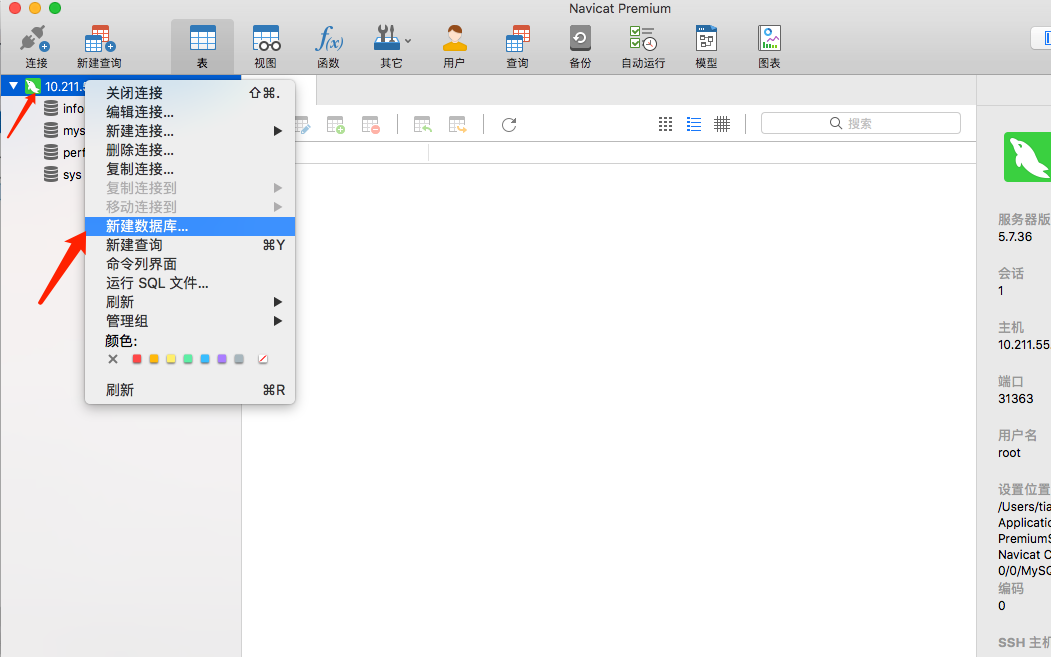 Navicat Premium
连接
新建查询
表
视图
函数
其它
用户
查询
备份
自动运行
模型
图表
10.211.
info
mys
perf
sys
关闭连接 ⇧⌘.
编辑连接...
新建连接...
删除连接...
复制连接...
复制连接到
移动连接到
新建数据库...
新建查询 ⌘Y
命令列界面
运行 SQL 文件...
刷新
管理组
颜色:
刷新 ⌘R
搜索
服务器版
5.7.36
会话
1
主机
10.211.55.
端口
31363
用户名
root
设置位置
/Users/tia
Applicatio
PremiumS
Navicat C
0/0/MySQ
编码
0
SSH 主机